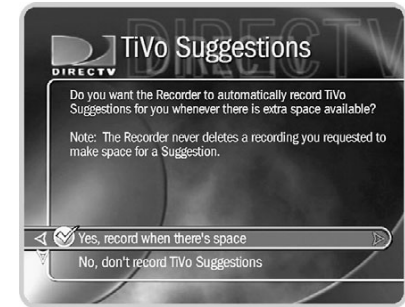 TiVo Suggestions
DIRECTV
DIRECTV
Do you want the Recorder to automatically record TiVo
Suggestions for you whenever there is extra space available?
Note: The Recorder never deletes a recording you requested to
make space for a Suggestion.
Yes, record when there's space
No, don't record TiVo Suggestions